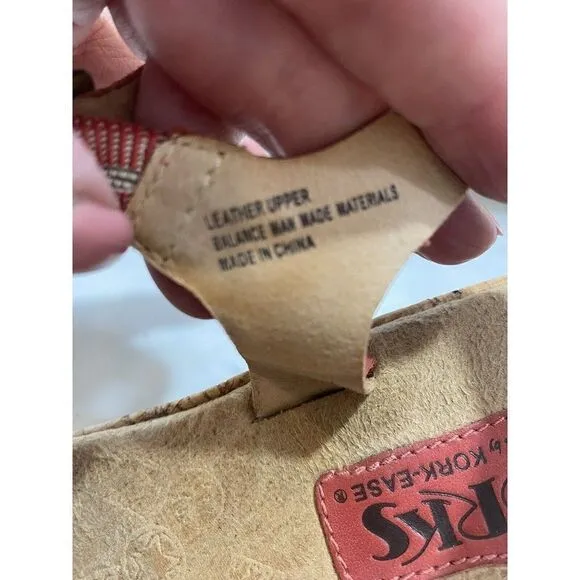 LEATHER UPPER
BALANCE MAN MADE MATERIALS
MADE IN CHINA
by KORK-EASE®
RKS